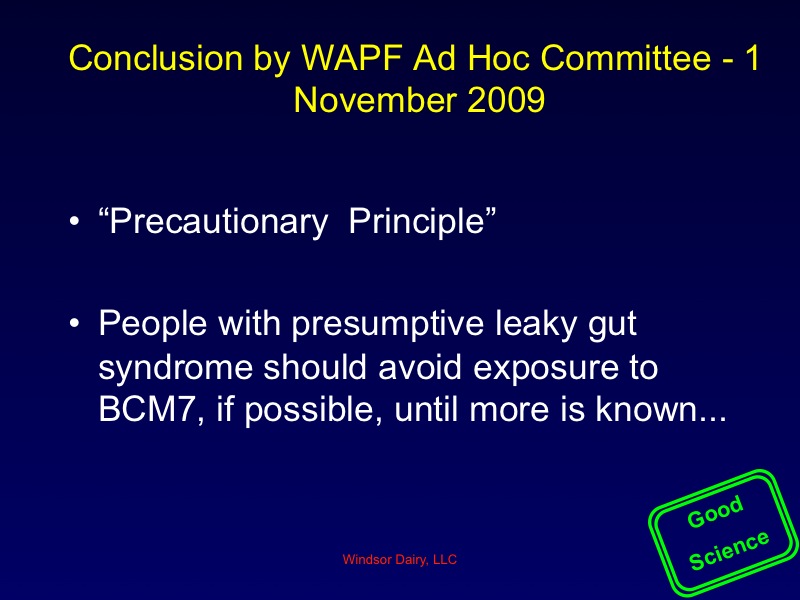 Conclusion by WAPF Ad Hoc Committee - 1
November 2009
• “Precautionary  Principle”
• People with presumptive leaky gut
syndrome should avoid exposure to
BCM7, if possible, until more is known...
Good
Science
Windsor Dairy, LLC